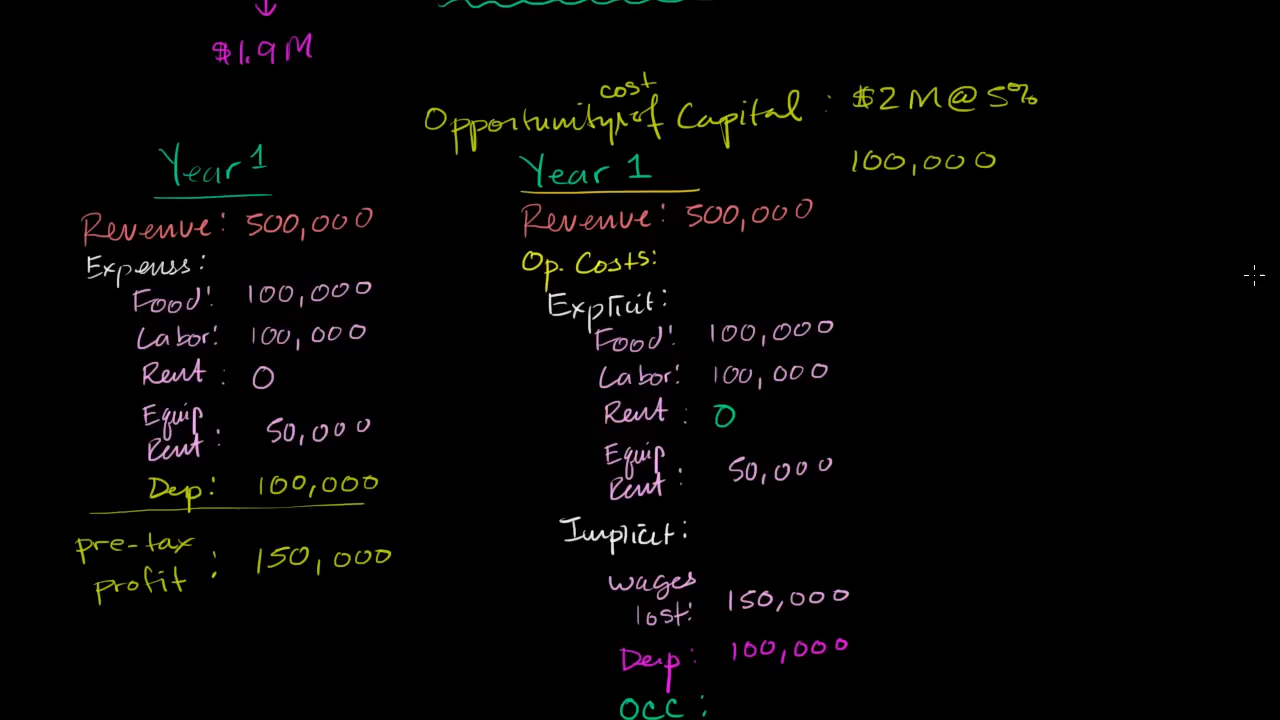 $1.9M
cost
Opportunity of Capital : $2M@5%
100,000
Year 1
Revenue: 500,000
Expenss:
Food: 100,000
Labor: 100,000
Rent : 0
Equip
Rent : 50,000
Dep: 100,000
pre-tax
profit : 150,000
Year 1
Revenue: 500,000
Op. Costs:
Explicit:
Food: 100,000
Labor: 100,000
Rent : 0
Equip
Rent : 50,000
Implicit:
wages
lost: 150,000
Dep: 100,000
OCC :